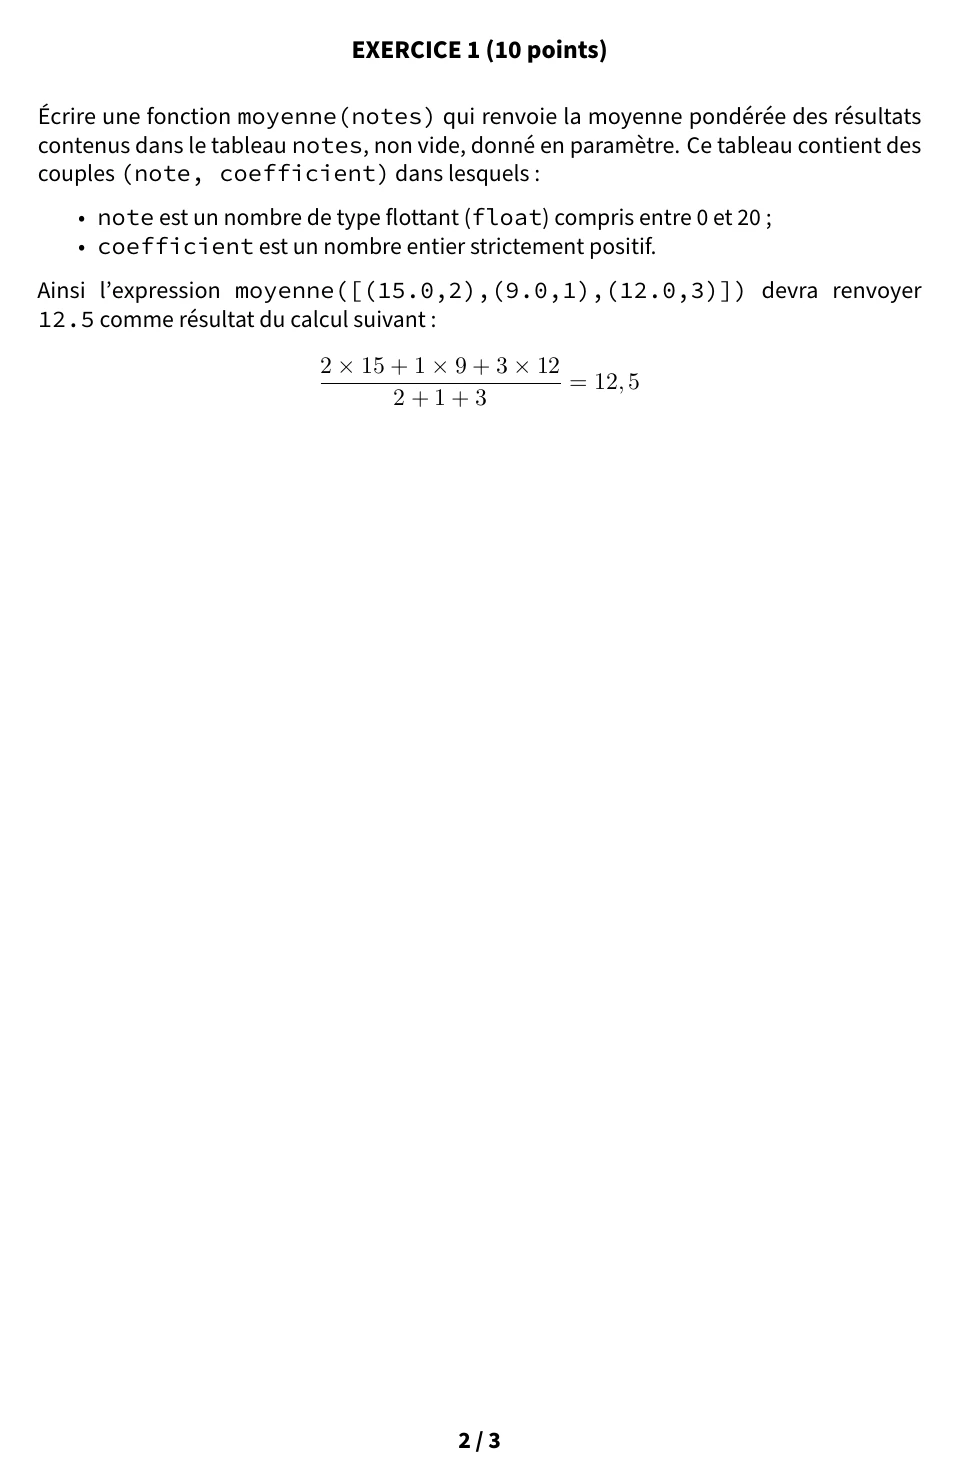 EXERCICE 1 (10 points)
Écrire une fonction moyenne(notes) qui renvoie la moyenne pondérée des résultats
contenus dans le tableau notes, non vide, donné en paramètre. Ce tableau contient des
couples (note, coefficient) dans lesquels :
• note est un nombre de type flottant (float) compris entre 0 et 20 ;
• coefficient est un nombre entier strictement positif.
Ainsi l'expression moyenne([(15.0,2),(9.0,1),(12.0,3)]) devra renvoyer
12.5 comme résultat du calcul suivant :
2 × 15 + 1 × 9 + 3 × 12
2 + 1 + 3
= 12, 5
2 / 3